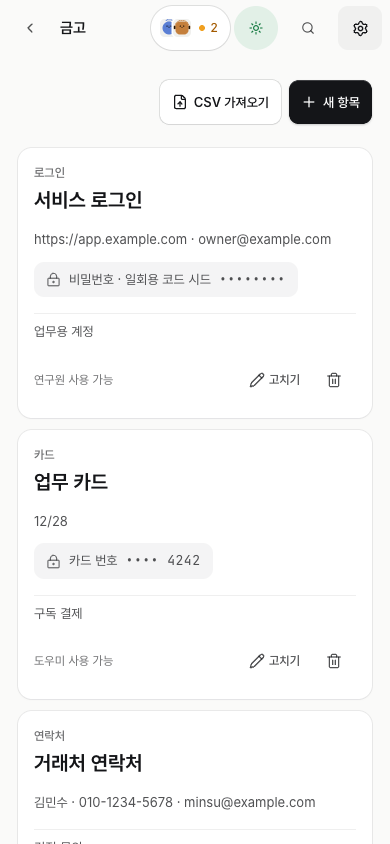 금고
2
CSV 가져오기
새 항목
로그인
서비스 로그인
https://app.example.com · owner@example.com
비밀번호 · 일회용 코드 시드 ••••••••
업무용 계정
연구원 사용 가능
고치기
카드
업무 카드
12/28
카드 번호 •••• 4242
구독 결제
도우미 사용 가능
고치기
연락처
거래처 연락처
김민수 · 010-1234-5678 · minsu@example.com